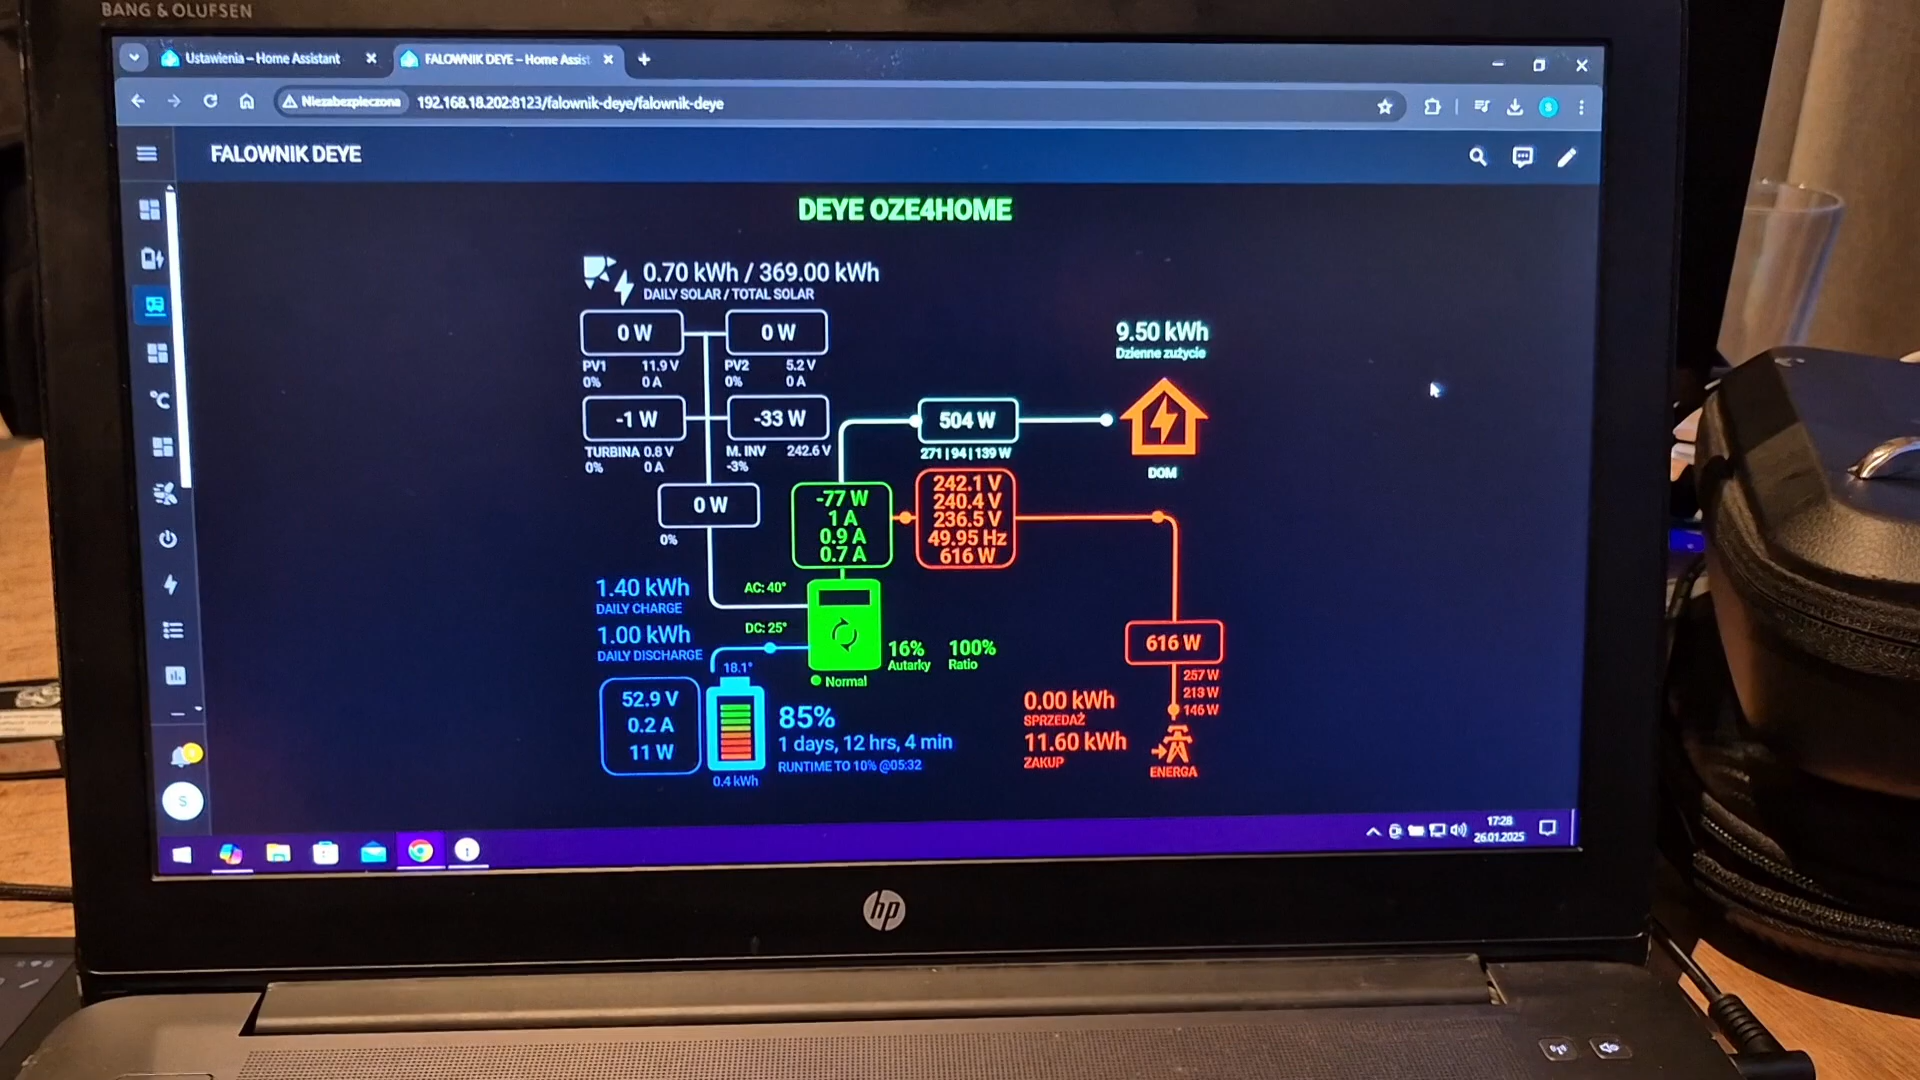 BANG & OLUFSEN
Ustawienia – Home Assistant
FALOWNIK DEYE – Home Assist
Niezabezpieczona
192.168.18.202:8123/falownik-deye/falownik-deye
S
FALOWNIK DEYE
DEYE OZE4HOME
0.70 kWh / 369.00 kWh
DAILY SOLAR / TOTAL SOLAR
0 W
0 W
PV1 11.9 V
0% 0 A
PV2 5.2 V
0% 0 A
-1 W
-33 W
TURBINA 0.8 V
0% 0 A
M. INV 242.6 V
-3%
0 W
0%
9.50 kWh
Dzienne zużycie
504 W
271 | 94 | 139 W
DOM
-77 W
1 A
0.9 A
0.7 A
242.1 V
240.4 V
236.5 V
49.95 Hz
616 W
1.40 kWh
DAILY CHARGE
1.00 kWh
DAILY DISCHARGE
AC: 40°
DC: 25°
18.1°
16%
Autarky
100%
Ratio
Normal
52.9 V
0.2 A
11 W
85%
1 days, 12 hrs, 4 min
RUNTIME TO 10% @05:32
0.4 kWh
616 W
257 W
213 W
146 W
0.00 kWh
SPRZEDAŻ
11.60 kWh
ZAKUP
ENERGA
°C
S
17:28
26.01.2025
hp